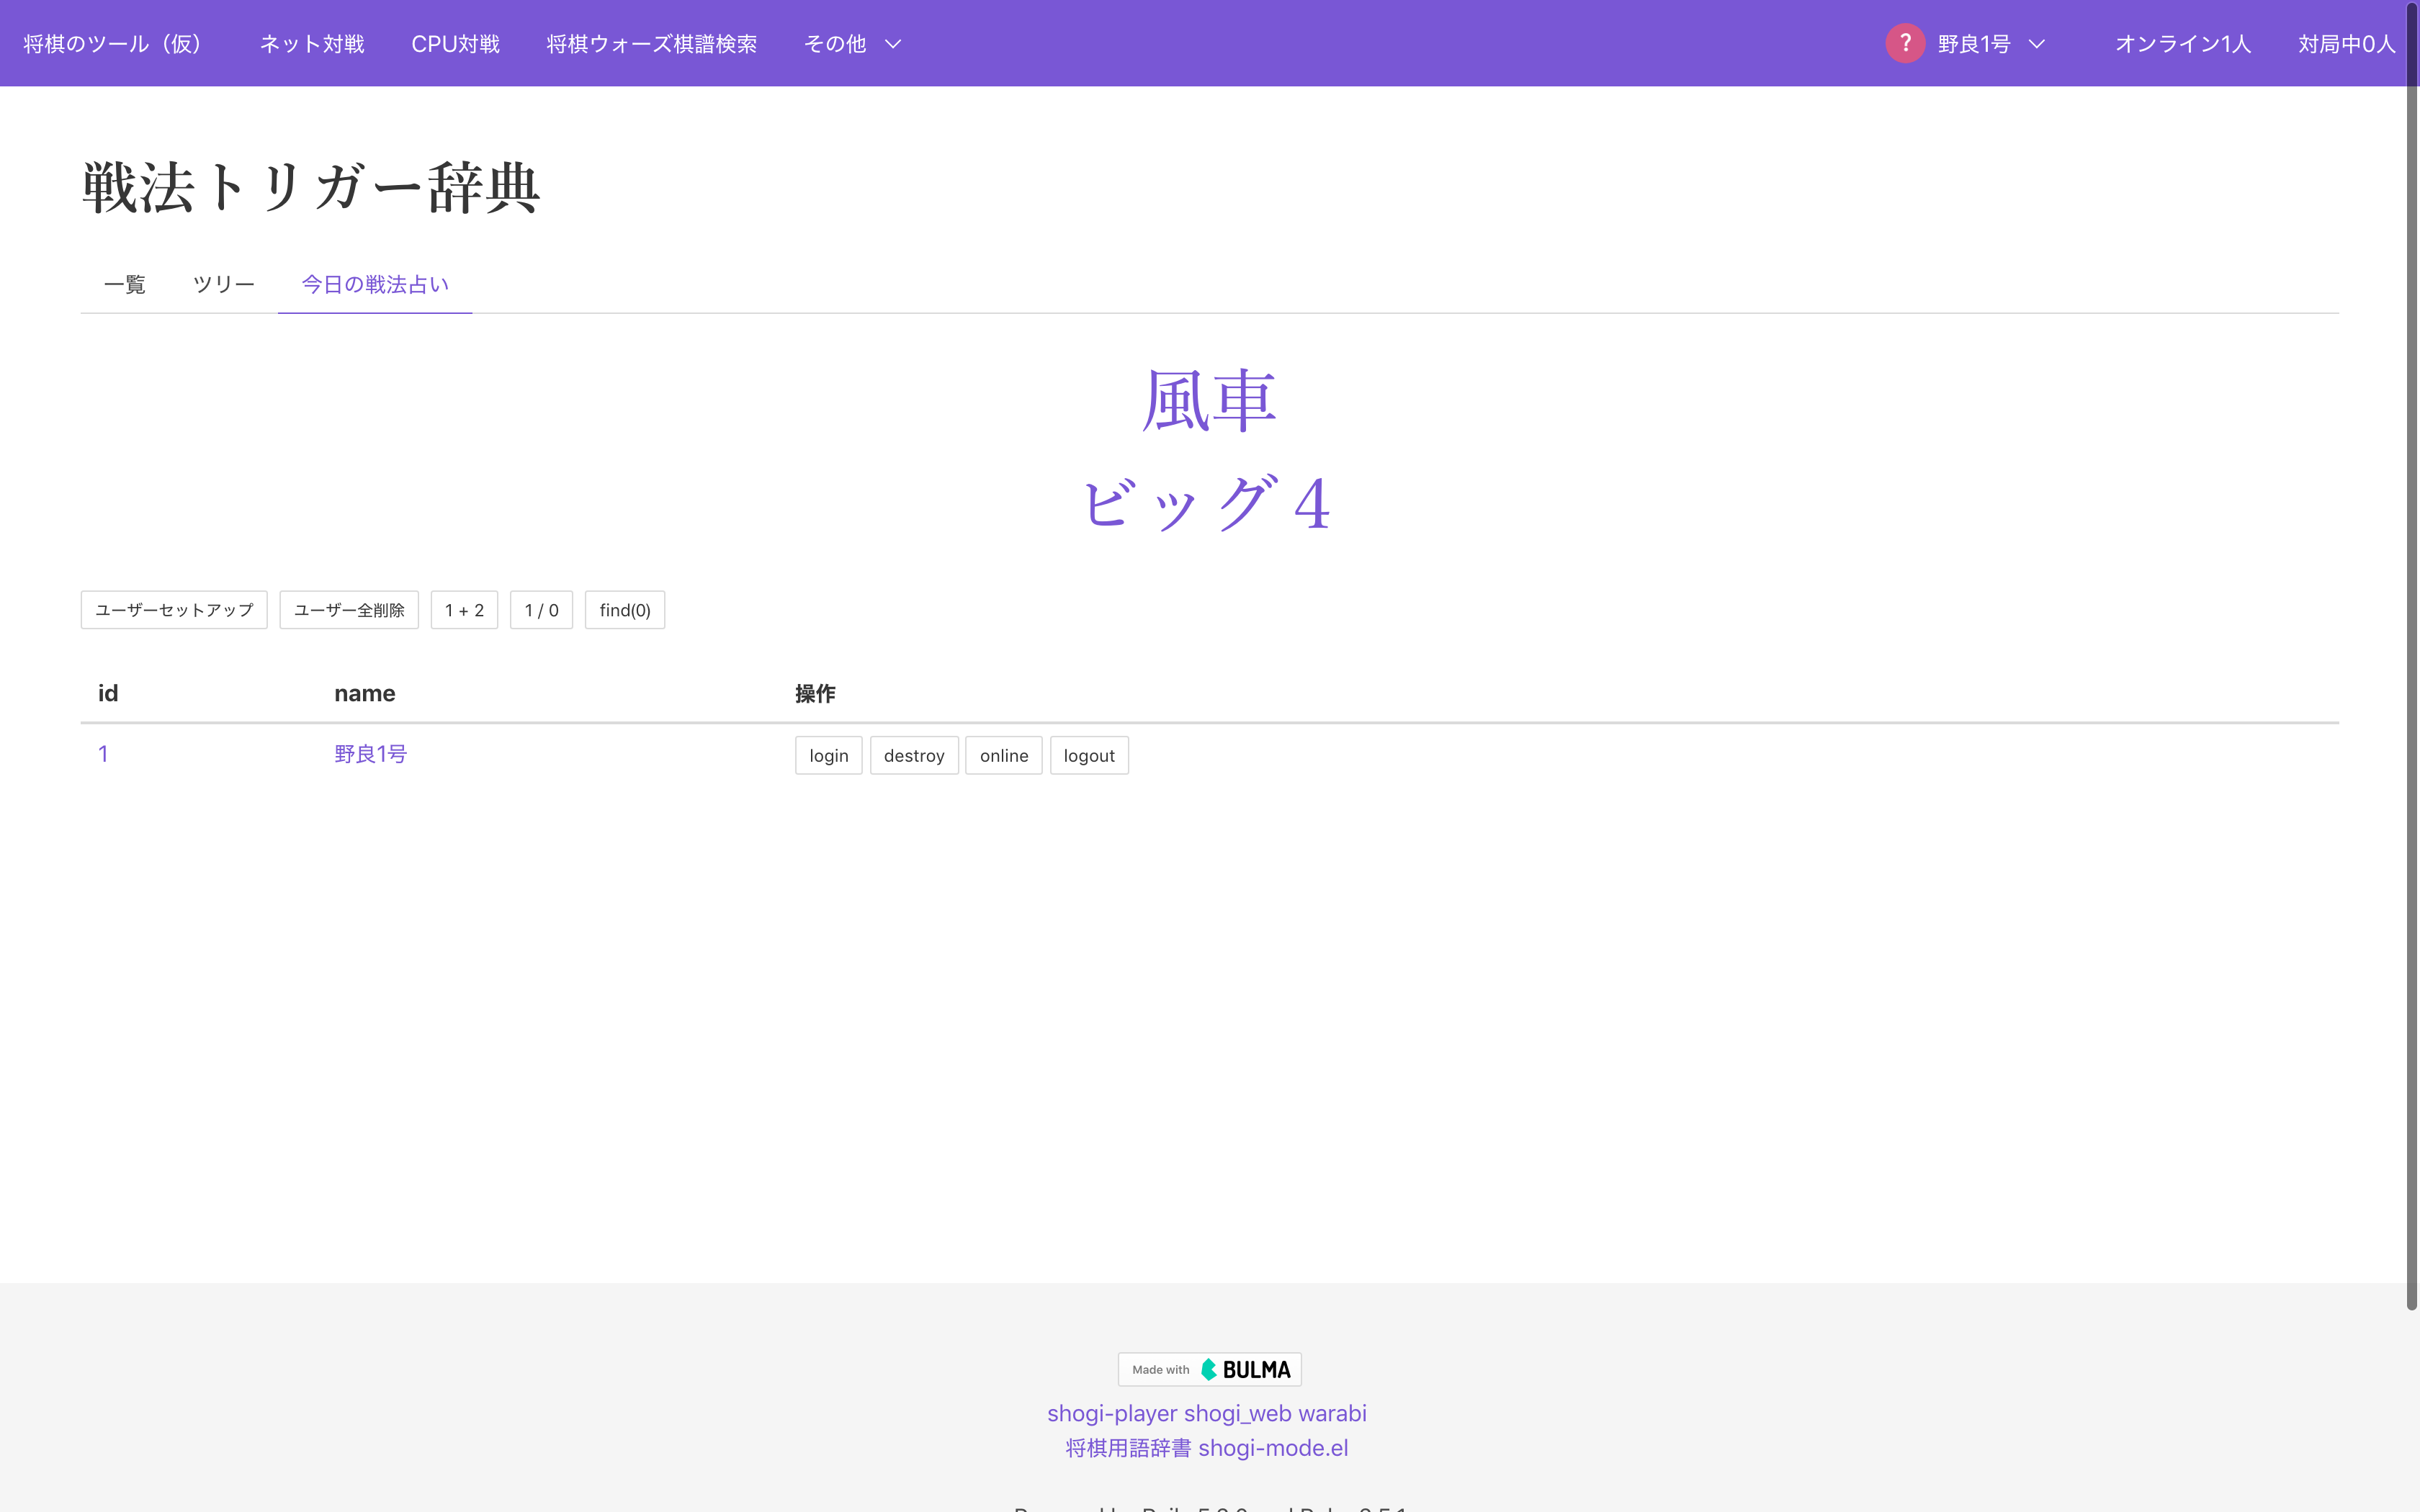 将棋のツール（仮） ネット対戦 CPU対戦 将棋ウォーズ棋譜検索 その他 ? 野良1号 オンライン1人 対局中0人
戦法トリガー辞典
一覧 ツリー 今日の戦法占い
風車
ビッグ４
ユーザーセットアップ ユーザー全削除 1 + 2 1 / 0 find(0)
id name 操作
1 野良1号 login destroy online logout
Made with BULMA
shogi-player shogi_web warabi
将棋用語辞書 shogi-mode.el